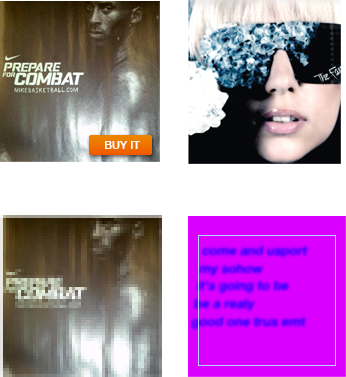 PREPARE
FOR COMBAT
NIKEBASKETBALL.COM
BUY IT
The Fa
PREPARE
FOR COMBAT
come and usport
my sohow
it's going to be
be a realy
good one trus emt